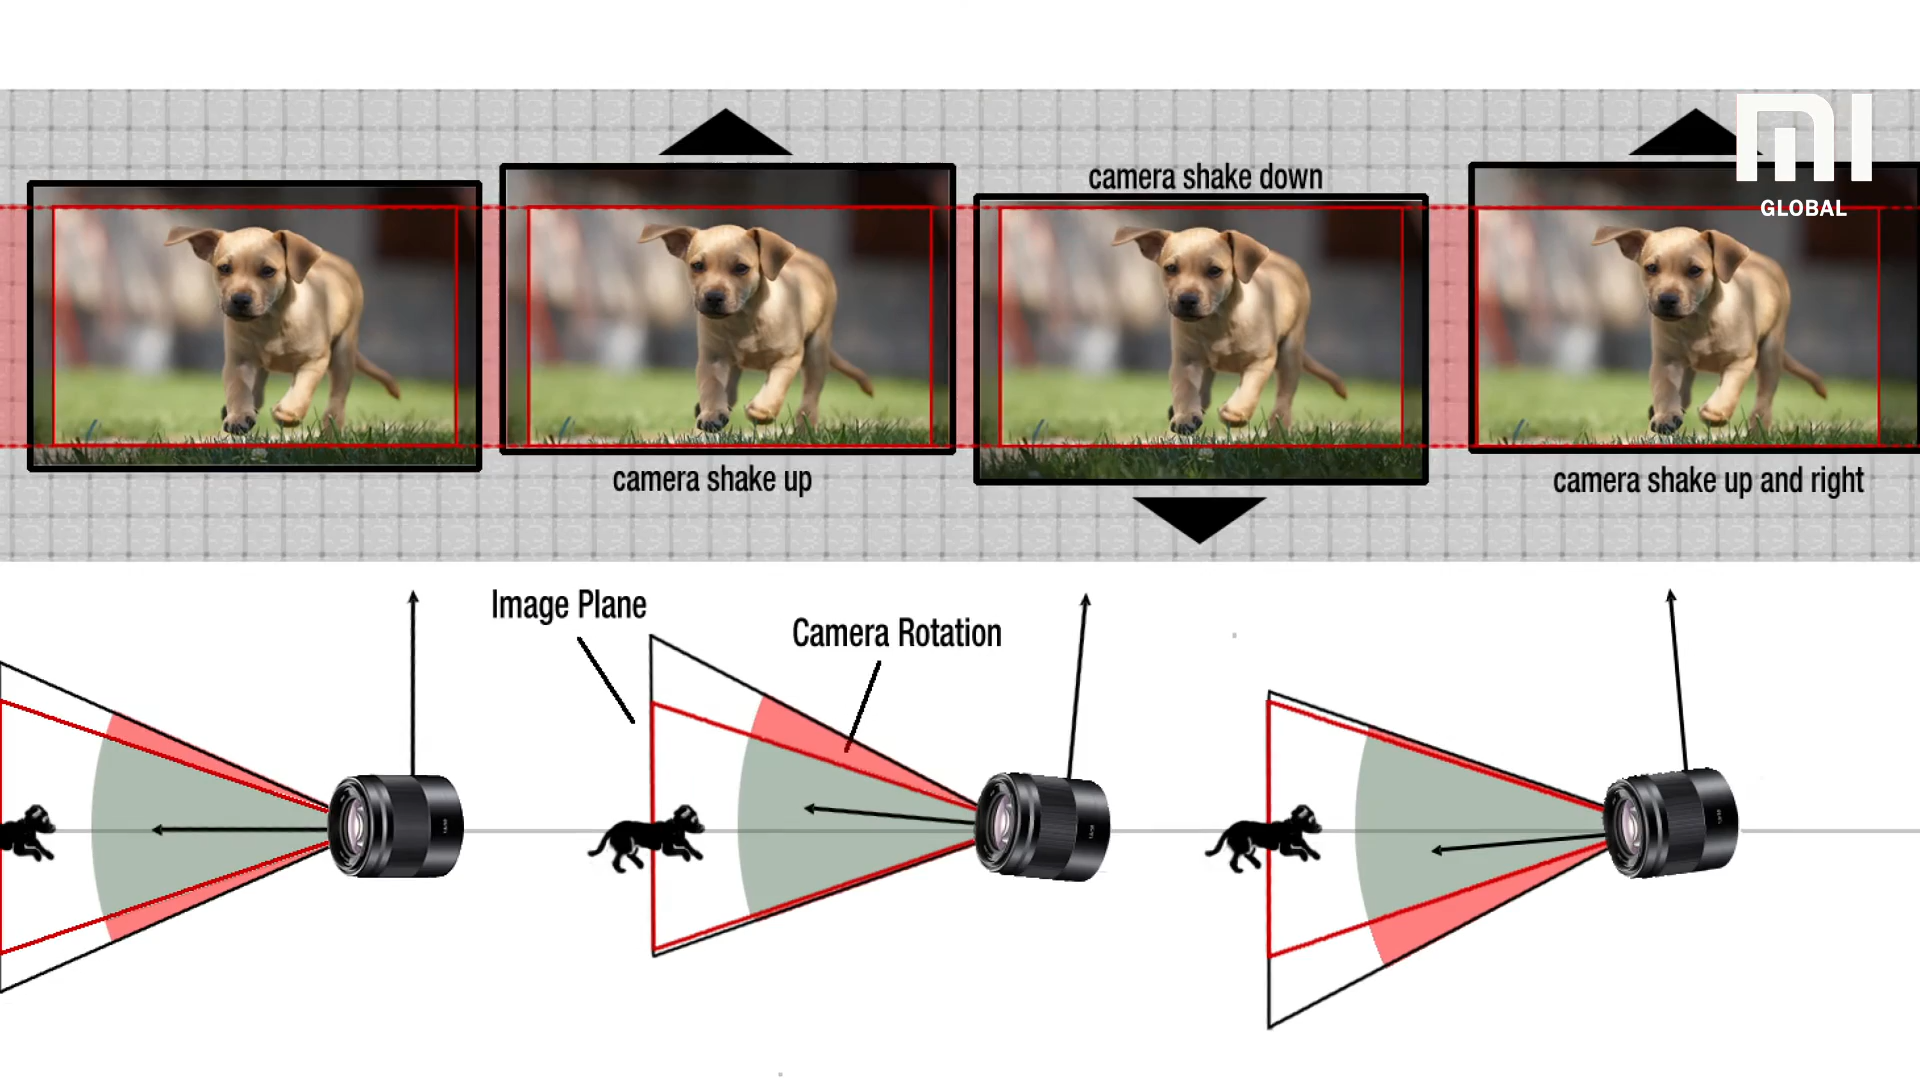 camera shake down
GLOBAL
camera shake up
camera shake up and right
Image Plane
Camera Rotation